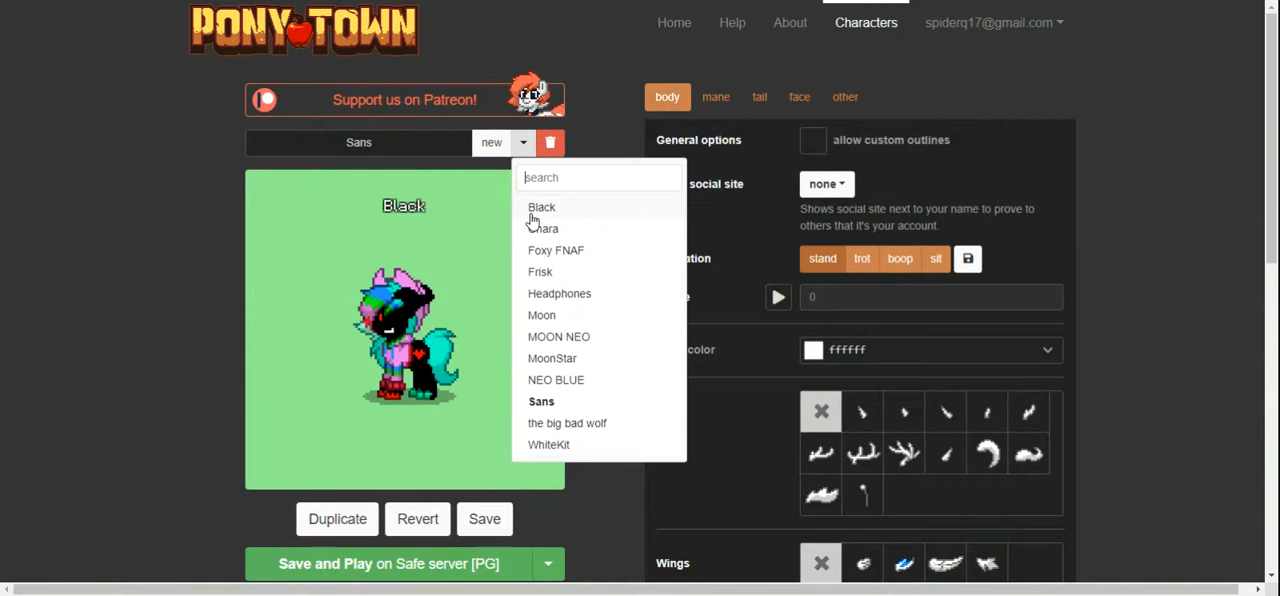 PONY TOWN
Home
Help
About
Characters
spiderq17@gmail.com
Support us on Patreon!
body
mane
tail
face
other
Sans
new
General options
allow custom outlines
search
social site
none
Black
Black
Shows social site next to your name to prove to
others that it's your account.
Foxy FNAF
stand
trot
boop
sit
Frisk
Headphones
0
Moon
MOON NEO
color
ffffff
MoonStar
NEO BLUE
Sans
the big bad wolf
WhiteKit
Duplicate
Revert
Save
Save and Play on Safe server [PG]
Wings